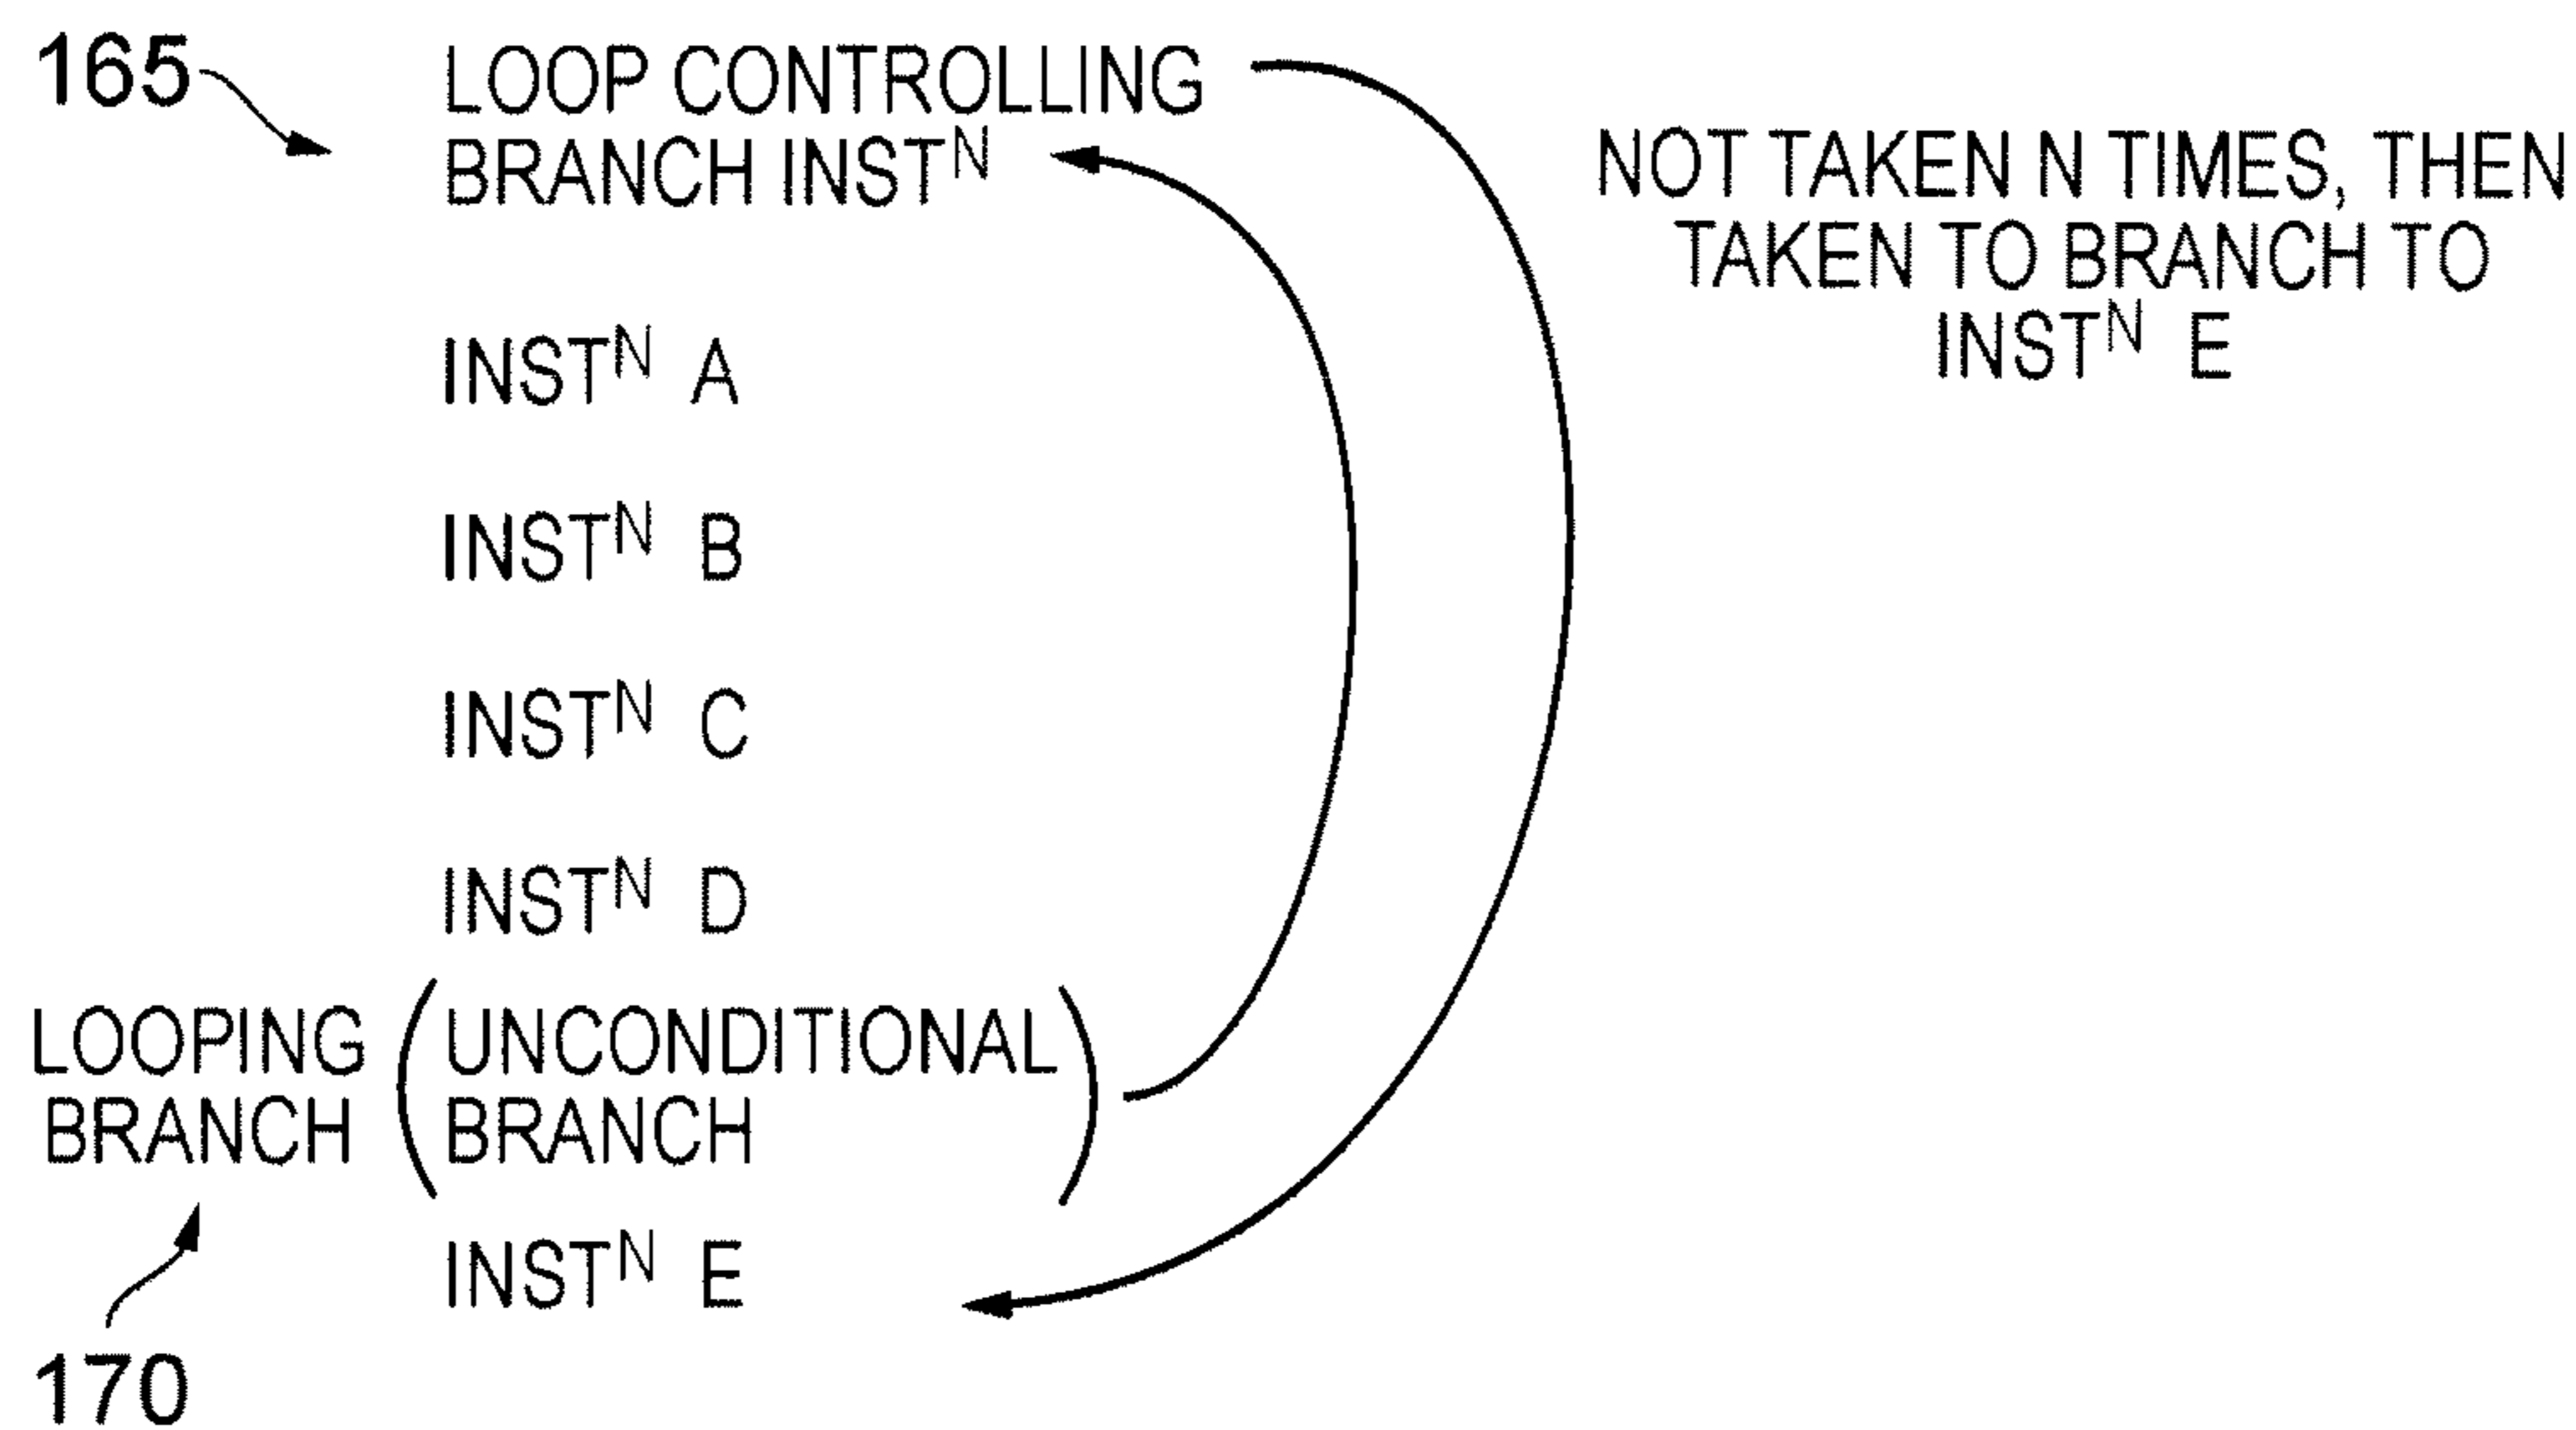 165
LOOP CONTROLLING
BRANCH INSTᴺ
NOT TAKEN N TIMES, THEN
TAKEN TO BRANCH TO
INSTᴺ E
INSTᴺ A
INSTᴺ B
INSTᴺ C
INSTᴺ D
LOOPING
BRANCH
(UNCONDITIONAL
BRANCH)
INSTᴺ E
170